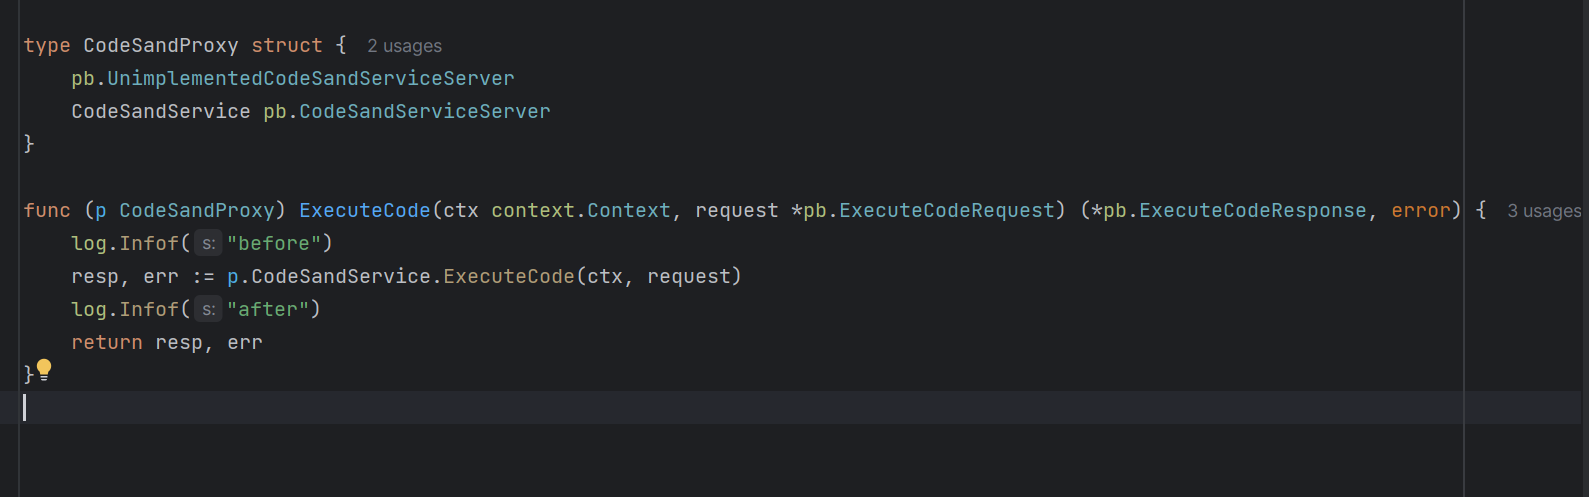 type CodeSandProxy struct { 2 usages
    pb.UnimplementedCodeSandServiceServer
    CodeSandService pb.CodeSandServiceServer
}
func (p CodeSandProxy) ExecuteCode(ctx context.Context, request *pb.ExecuteCodeRequest) (*pb.ExecuteCodeResponse, error) { 3 usages
    log.Infof( s: "before")
    resp, err := p.CodeSandService.ExecuteCode(ctx, request)
    log.Infof( s: "after")
    return resp, err
}